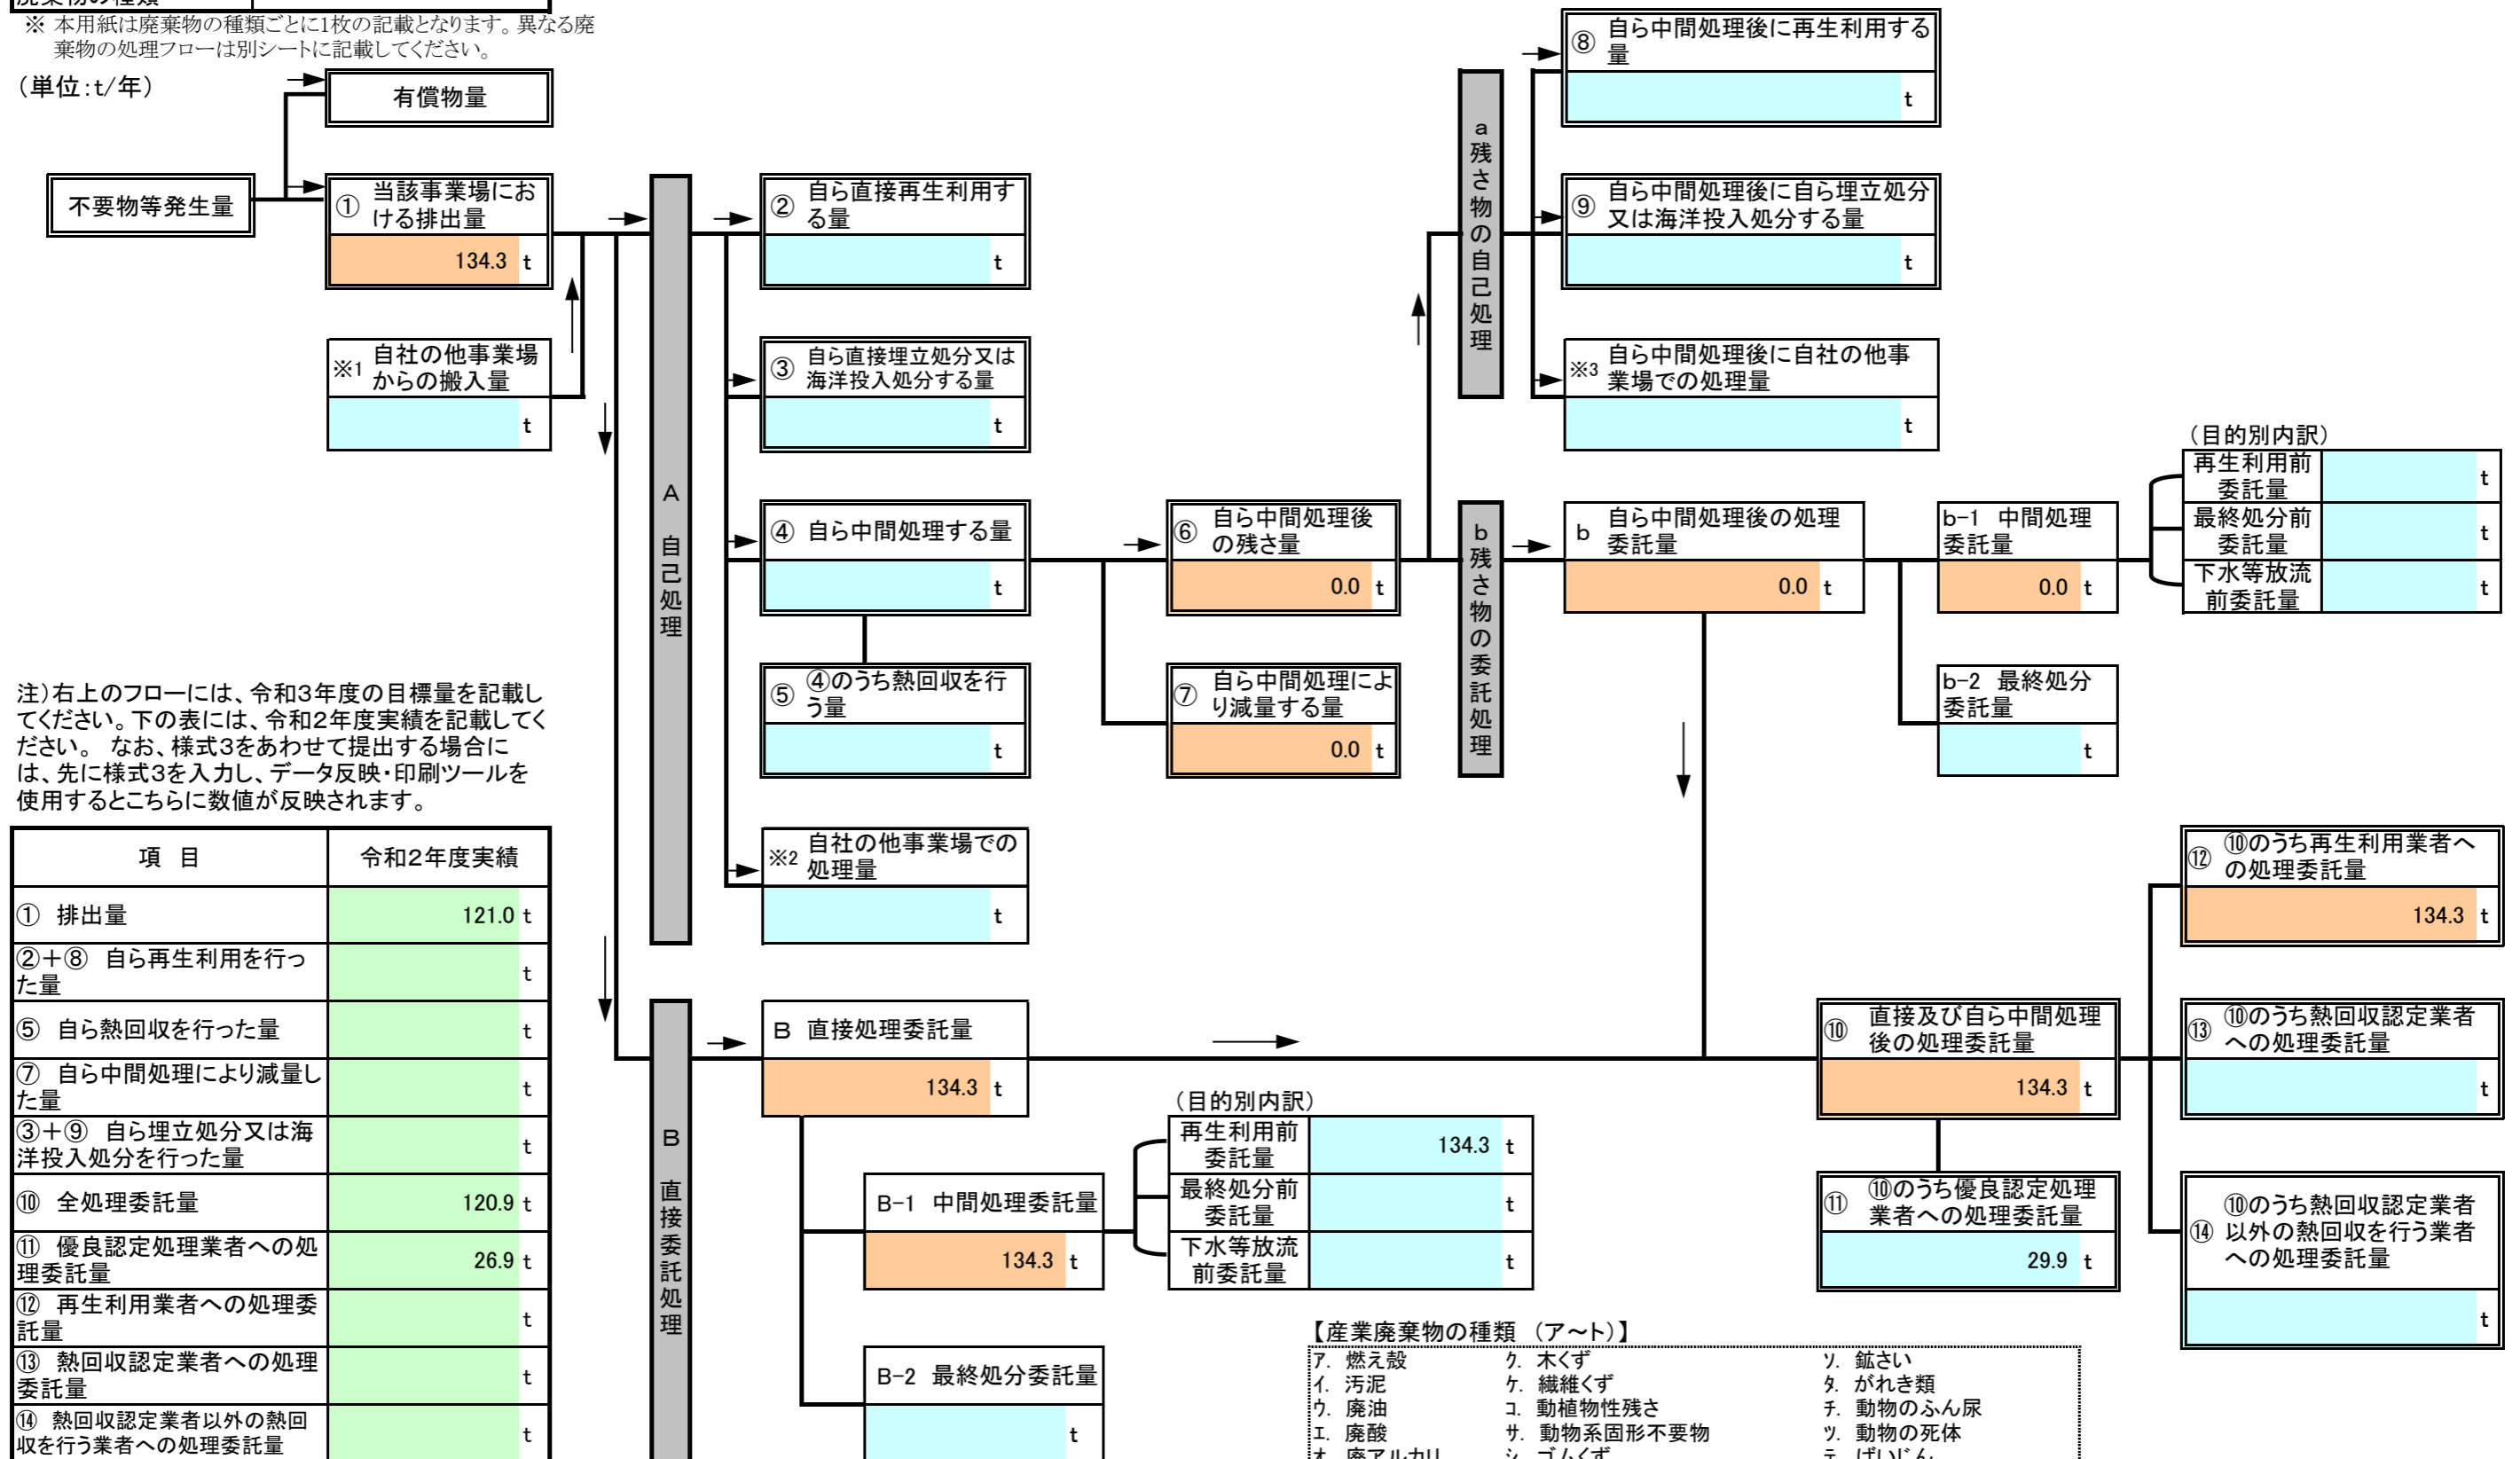 廃棄物の種類
※ 本用紙は廃棄物の種類ごとに1枚の記載となります。異なる廃
棄物の処理フローは別シートに記載してください。
（単位:t/年）
有償物量
不要物等発生量
① 当該事業場にお
ける排出量
134.3 t
※1 自社の他事業場
からの搬入量
t
A 自己処理
② 自ら直接再生利用す
る量
t
③ 自ら直接埋立処分又は
海洋投入処分する量
t
④ 自ら中間処理する量
t
⑤ ④のうち熱回収を行
う量
t
※2 自社の他事業場での
処理量
t
⑥ 自ら中間処理後
の残さ量
0.0 t
⑦ 自ら中間処理によ
り減量する量
0.0 t
a 残さ物の自己処理
⑧ 自ら中間処理後に再生利用する
量
t
⑨ 自ら中間処理後に自ら埋立処分
又は海洋投入処分する量
t
※3 自ら中間処理後に自社の他事
業場での処理量
t
b 残さ物の委託処理
b 自ら中間処理後の処理
委託量
0.0 t
b-1 中間処理
委託量
0.0 t
（目的別内訳）
再生利用前
委託量
t
最終処分前
委託量
t
下水等放流
前委託量
t
b-2 最終処分
委託量
t
注）右上のフローには、令和３年度の目標量を記載し
てください。下の表には、令和２年度実績を記載してく
ださい。 なお、様式３をあわせて提出する場合に
は、先に様式３を入力し、データ反映・印刷ツールを
使用するとこちらに数値が反映されます。
項 目 令和２年度実績
① 排出量 121.0 t
②＋⑧ 自ら再生利用を行っ
た量
t
⑤ 自ら熱回収を行った量 t
⑦ 自ら中間処理により減量し
た量
t
③＋⑨ 自ら埋立処分又は海
洋投入処分を行った量
t
⑩ 全処理委託量 120.9 t
⑪ 優良認定処理業者への処
理委託量
26.9 t
⑫ 再生利用業者への処理委
託量
t
⑬ 熱回収認定業者への処理
委託量
t
⑭ 熱回収認定業者以外の熱回
収を行う業者への処理委託量
t
B 直接委託処理
B 直接処理委託量
134.3 t
B-1 中間処理委託量
134.3 t
（目的別内訳）
再生利用前
委託量
134.3 t
最終処分前
委託量
t
下水等放流
前委託量
t
B-2 最終処分委託量
t
⑩ 直接及び自ら中間処理
後の処理委託量
134.3 t
⑪ ⑩のうち優良認定処理
業者への処理委託量
29.9 t
⑫ ⑩のうち再生利用業者へ
の処理委託量
134.3 t
⑬ ⑩のうち熱回収認定業者
への処理委託量
t
⑭ ⑩のうち熱回収認定業者
以外の熱回収を行う業者
への処理委託量
t
【産業廃棄物の種類 （ア～ト）】
ｱ. 燃え殻 ｸ. 木くず ｿ. 鉱さい
ｲ. 汚泥 ｹ. 繊維くず ﾀ. がれき類
ｳ. 廃油 ｺ. 動植物性残さ ﾁ. 動物のふん尿
ｴ. 廃酸 ｻ. 動物系固形不要物 ﾂ. 動物の死体
ｵ. 廃アルカリ ｼ. ゴムくず ﾃ. ばいじん